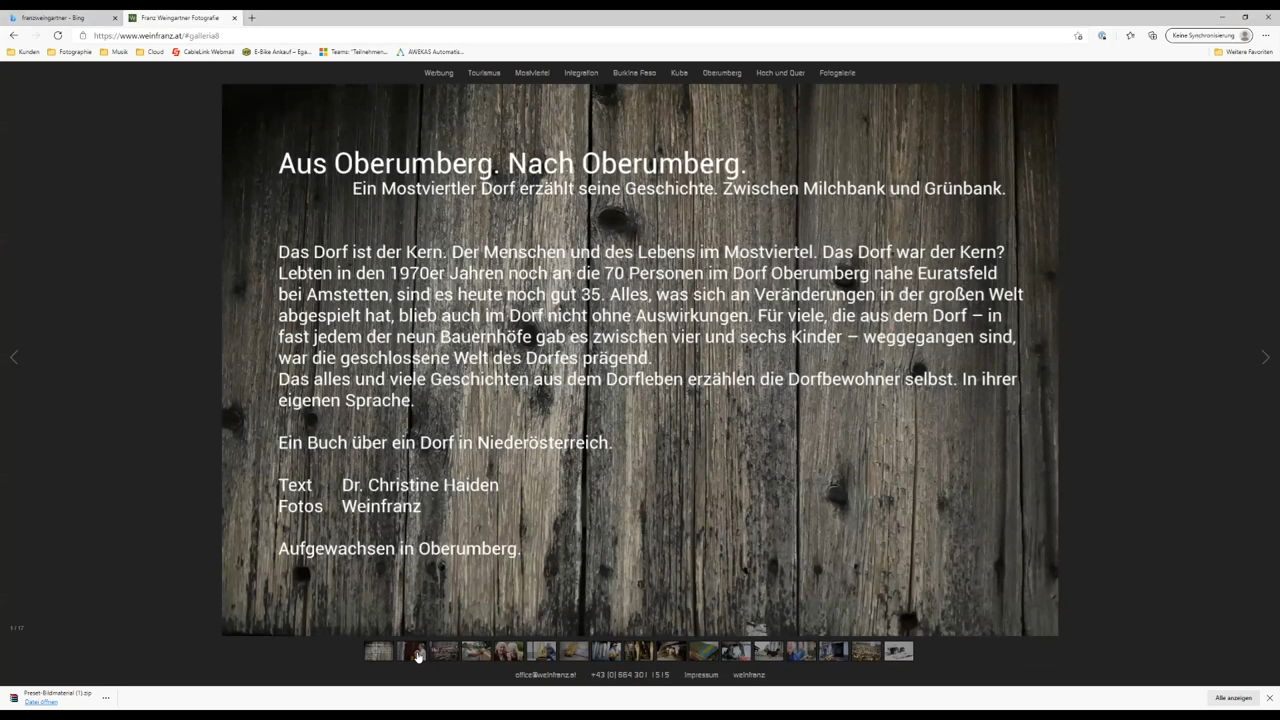 franzweingartner - Bing
Franz Weingartner Fotografie
https://www.weinfranz.at/#galleria8
Keine Synchronisierung
Kunden
Fotographie
Musik
Cloud
CableLink Webmail
E-Bike Ankauf – Ega...
Teams: "Teilnehmen...
AWEKAS Automatis...
Weitere Favoriten
Werbung
Tourismus
Mostviertel
Integration
Burkina Faso
Kuba
Oberumberg
Hoch und Quer
Fotogalerie
Aus Oberumberg. Nach Oberumberg.
Ein Mostviertler Dorf erzählt seine Geschichte. Zwischen Milchbank und Grünbank.
Das Dorf ist der Kern. Der Menschen und des Lebens im Mostviertel. Das Dorf war der Kern?
Lebten in den 1970er Jahren noch an die 70 Personen im Dorf Oberumberg nahe Euratsfeld
bei Amstetten, sind es heute noch gut 35. Alles, was sich an Veränderungen in der großen Welt
abgespielt hat, blieb auch im Dorf nicht ohne Auswirkungen. Für viele, die aus dem Dorf – in
fast jedem der neun Bauernhöfe gab es zwischen vier und sechs Kinder – weggegangen sind,
war die geschlossene Welt des Dorfes prägend.
Das alles und viele Geschichten aus dem Dorfleben erzählen die Dorfbewohner selbst. In ihrer
eigenen Sprache.
Ein Buch über ein Dorf in Niederösterreich.
Text Dr. Christine Haiden
Fotos Weinfranz
Aufgewachsen in Oberumberg.
1 / 17
office@weinfranz.at
+43 (0) 664 301 1515
Impressum
weinfranz
Preset-Bildmaterial (1).zip
Datei öffnen
Alle anzeigen